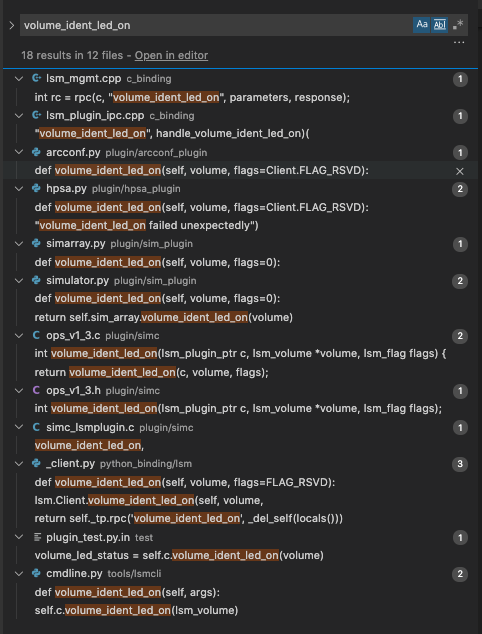 volume_ident_led_on Aa Abl .*
18 results in 12 files - Open in editor ...
lsm_mgmt.cpp c_binding 1
int rc = rpc(c, "volume_ident_led_on", parameters, response);
lsm_plugin_ipc.cpp c_binding 1
"volume_ident_led_on", handle_volume_ident_led_on)(
arcconf.py plugin/arcconf_plugin 1
def volume_ident_led_on(self, volume, flags=Client.FLAG_RSVD):
hpsa.py plugin/hpsa_plugin 2
def volume_ident_led_on(self, volume, flags=Client.FLAG_RSVD):
"volume_ident_led_on failed unexpectedly")
simarray.py plugin/sim_plugin 1
def volume_ident_led_on(self, volume, flags=0):
simulator.py plugin/sim_plugin 2
def volume_ident_led_on(self, volume, flags=0):
return self.sim_array.volume_ident_led_on(volume)
C ops_v1_3.c plugin/simc 2
int volume_ident_led_on(lsm_plugin_ptr c, lsm_volume *volume, lsm_flag flags) {
return volume_ident_led_on(c, volume, flags);
C ops_v1_3.h plugin/simc 1
int volume_ident_led_on(lsm_plugin_ptr c, lsm_volume *volume, lsm_flag flags);
C simc_lsmplugin.c plugin/simc 1
volume_ident_led_on,
_client.py python_binding/lsm 3
def volume_ident_led_on(self, volume, flags=FLAG_RSVD):
lsm.Client.volume_ident_led_on(self, volume,
return self._tp.rpc('volume_ident_led_on', _del_self(locals()))
plugin_test.py.in test 1
volume_led_status = self.c.volume_ident_led_on(volume)
cmdline.py tools/lsmcli 2
def volume_ident_led_on(self, args):
self.c.volume_ident_led_on(lsm_volume)